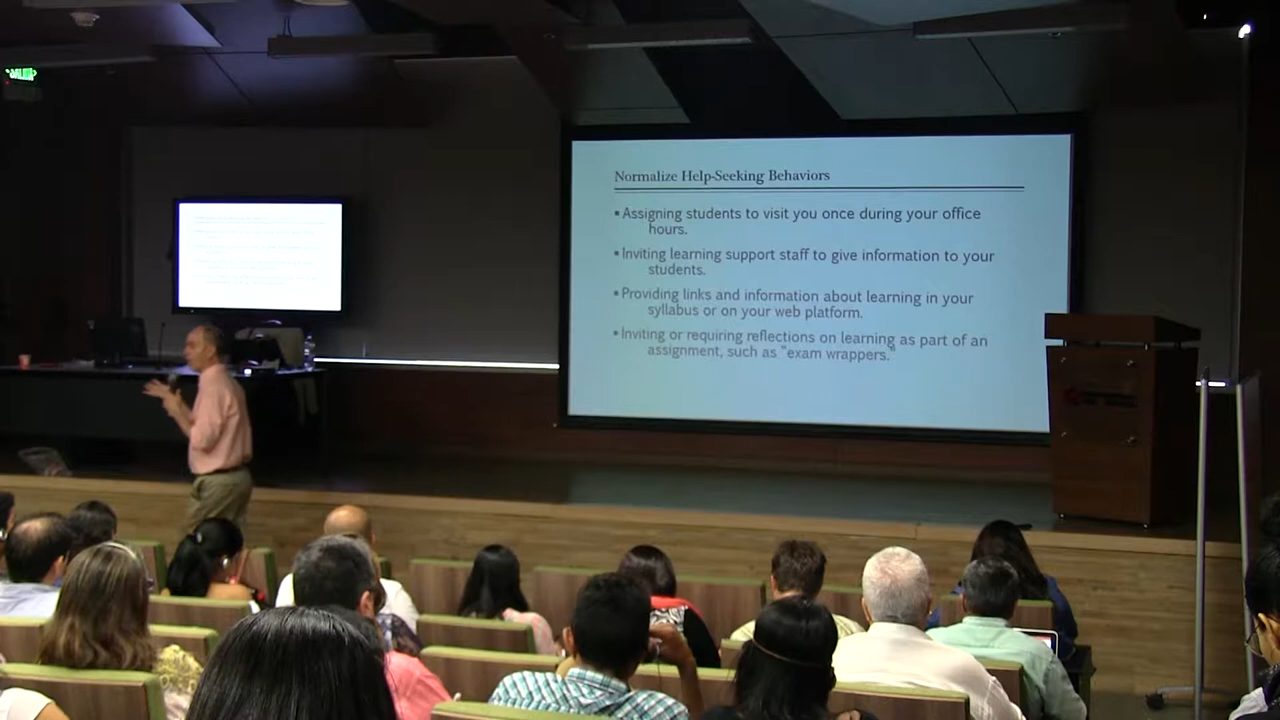 Normalize Help-Seeking Behaviors
▪Assigning students to visit you once during your office
hours.
▪Inviting learning support staff to give information to your
students.
▪Providing links and information about learning in your
syllabus or on your web platform.
▪Inviting or requiring reflections on learning as part of an
assignment, such as "exam wrappers."